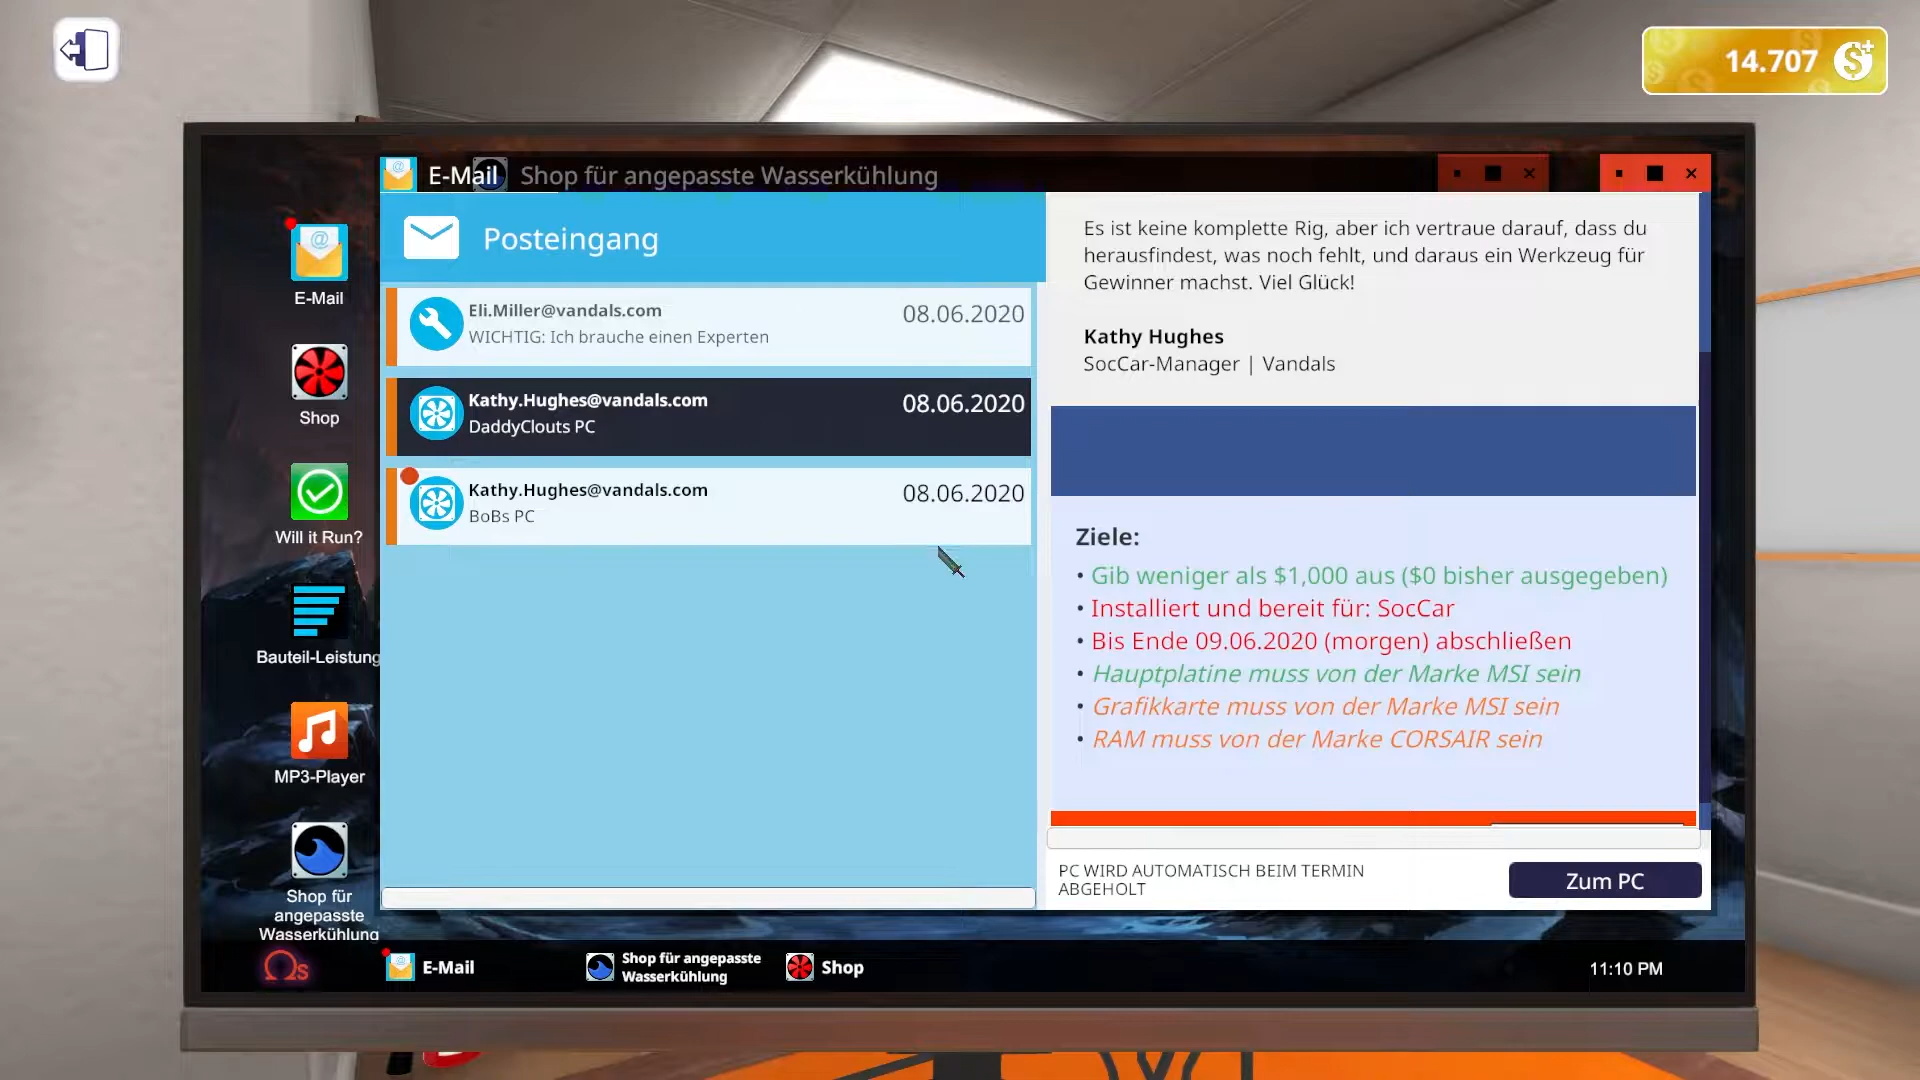 14.707
E-Mail
Shop für angepasste Wasserkühlung
Posteingang
Eli.Miller@vandals.com
08.06.2020
WICHTIG: Ich brauche einen Experten
Kathy.Hughes@vandals.com
08.06.2020
DaddyClouts PC
Kathy.Hughes@vandals.com
08.06.2020
BoBs PC
Es ist keine komplette Rig, aber ich vertraue darauf, dass du
herausfindest, was noch fehlt, und daraus ein Werkzeug für
Gewinner machst. Viel Glück!
Kathy Hughes
SocCar-Manager | Vandals
Ziele:
• Gib weniger als $1,000 aus ($0 bisher ausgegeben)
• Installiert und bereit für: SocCar
• Bis Ende 09.06.2020 (morgen) abschließen
• Hauptplatine muss von der Marke MSI sein
• Grafikkarte muss von der Marke MSI sein
• RAM muss von der Marke CORSAIR sein
PC WIRD AUTOMATISCH BEIM TERMIN
ABGEHOLT
Zum PC
E-Mail
Shop
Will it Run?
Bauteil-Leistung
MP3-Player
Shop für
angepasste
Wasserkühlung
E-Mail
Shop für angepasste
Wasserkühlung
Shop
11:10 PM